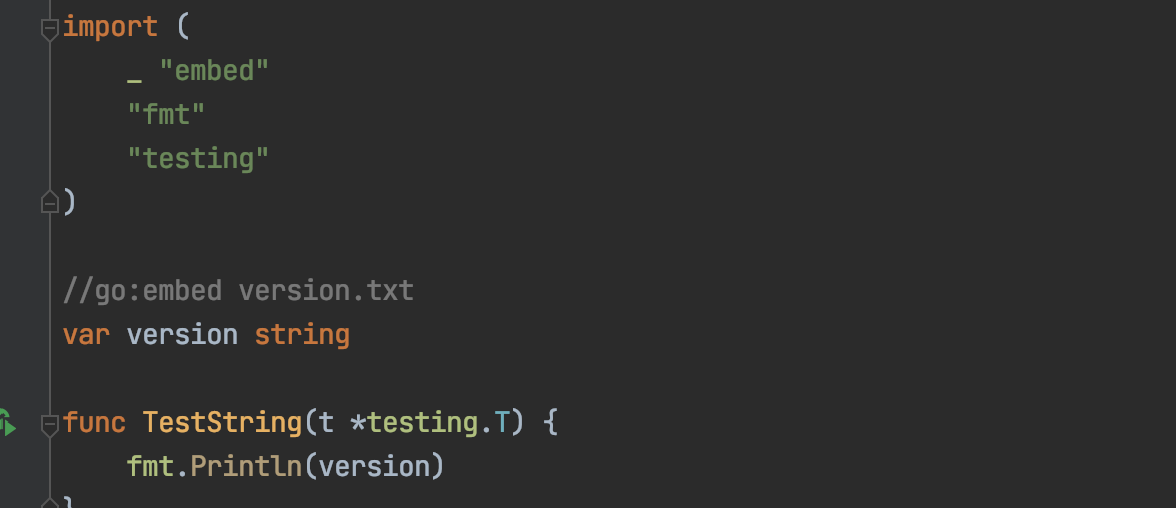 import (
    _ "embed"
    "fmt"
    "testing"
)
//go:embed version.txt
var version string
func TestString(t *testing.T) {
    fmt.Println(version)
}